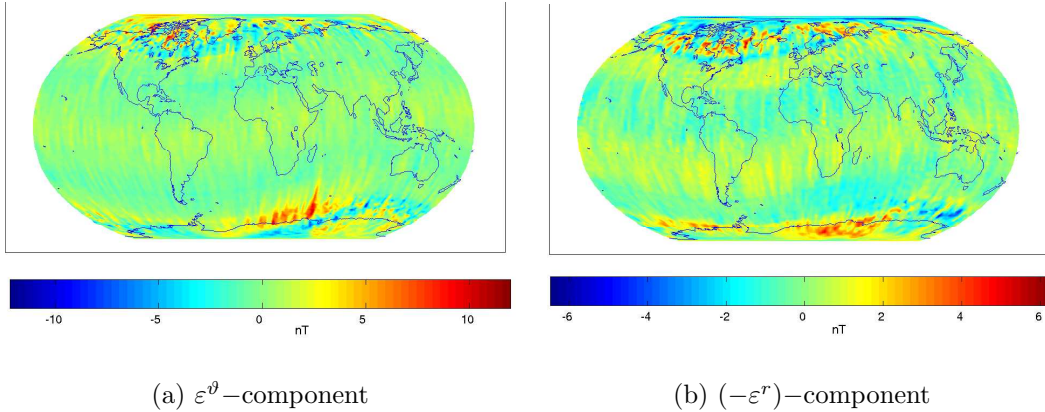 -10 -5 0 5 10
nT
-6 -4 -2 0 2 4 6
nT
(a) ε^ϑ−component
(b) (−ε^r)−component